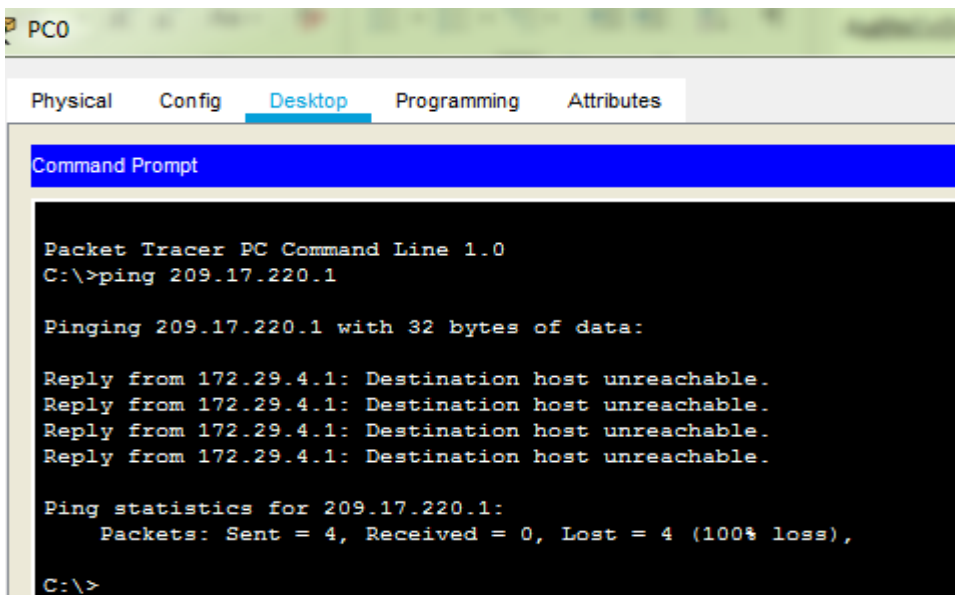 PC0
Physical Config Desktop Programming Attributes
Command Prompt
Packet Tracer PC Command Line 1.0
C:\>ping 209.17.220.1
Pinging 209.17.220.1 with 32 bytes of data:
Reply from 172.29.4.1: Destination host unreachable.
Reply from 172.29.4.1: Destination host unreachable.
Reply from 172.29.4.1: Destination host unreachable.
Reply from 172.29.4.1: Destination host unreachable.
Ping statistics for 209.17.220.1:
Packets: Sent = 4, Received = 0, Lost = 4 (100% loss),
C:\>